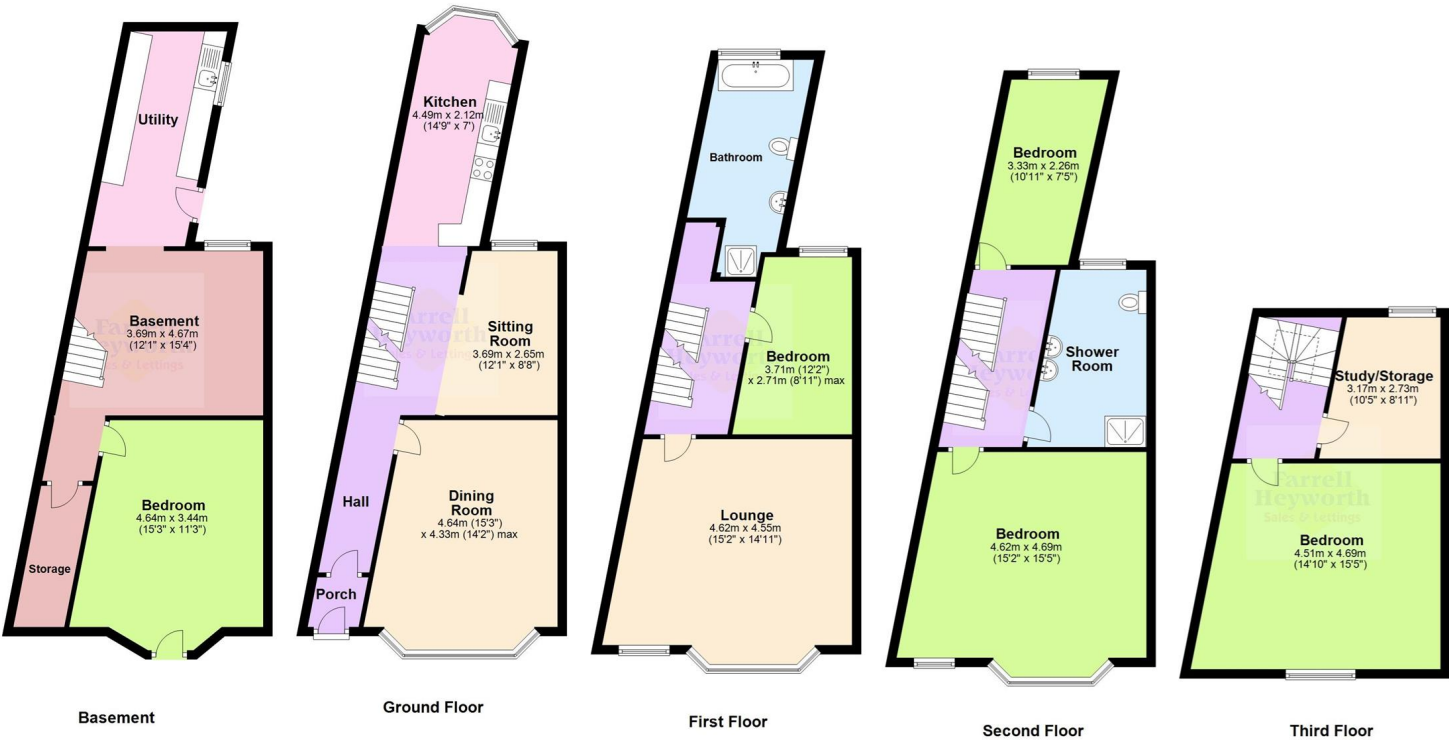 Utility
Basement
3.69m x 4.67m
(12'1" x 15'4")
Bedroom
4.64m x 3.44m
(15'3" x 11'3")
Storage
Basement
Kitchen
4.49m x 2.12m
(14'9" x 7')
Sitting
Room
3.69m x 2.65m
(12'1" x 8'8")
Hall
Dining
Room
4.64m (15'3")
x 4.33m (14'2") max
Porch
Ground Floor
Bathroom
Bedroom
3.71m (12'2")
x 2.71m (8'11") max
Lounge
4.62m x 4.55m
(15'2" x 14'11")
First Floor
Bedroom
3.33m x 2.26m
(10'11" x 7'5")
Shower
Room
Bedroom
4.62m x 4.69m
(15'2" x 15'5")
Second Floor
Study/Storage
3.17m x 2.73m
(10'5" x 8'11")
Farrell
Heyworth
Sales & Lettings
Bedroom
4.51m x 4.69m
(14'10" x 15'5")
Third Floor